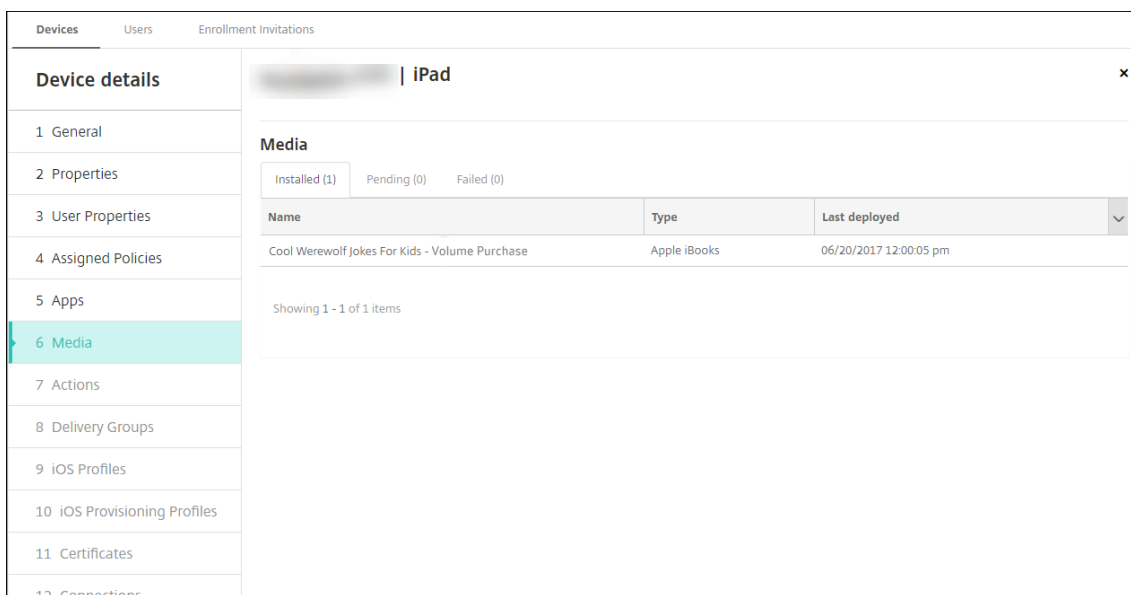 Devices Users Enrollment Invitations
Device details
1 General
2 Properties
3 User Properties
4 Assigned Policies
5 Apps
6 Media
7 Actions
8 Delivery Groups
9 iOS Profiles
10 iOS Provisioning Profiles
11 Certificates
12 Connections
| iPad
Media
Installed (1) Pending (0) Failed (0)
Name Type Last deployed
Cool Werewolf Jokes For Kids - Volume Purchase Apple iBooks 06/20/2017 12:00:05 pm
Showing 1 - 1 of 1 items